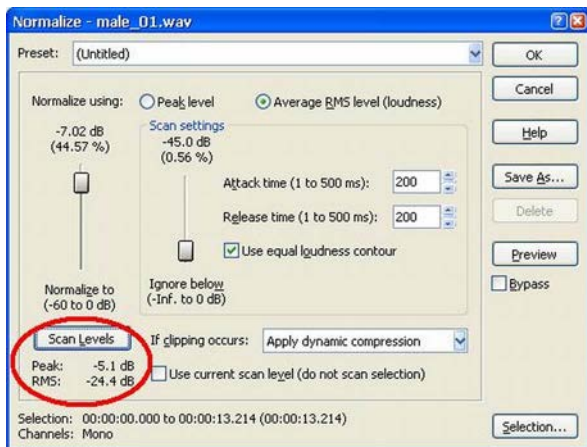 Normalize - male_01.wav
Preset: (Untitled)
OK
Cancel
Help
Save As...
Delete
Preview
Bypass
Normalize using: Peak level Average RMS level (loudness)
-7.02 dB
(44.57 %)
Normalize to
(-60 to 0 dB)
Scan settings
-45.0 dB
(0.56 %)
Attack time (1 to 500 ms): 200
Release time (1 to 500 ms): 200
Use equal loudness contour
Ignore below
(-Inf. to 0 dB)
Scan Levels
If clipping occurs: Apply dynamic compression
Peak: -5.1 dB
RMS: -24.4 dB
Use current scan level (do not scan selection)
Selection: 00:00:00.000 to 00:00:13.214 (00:00:13.214)
Channels: Mono
Selection...